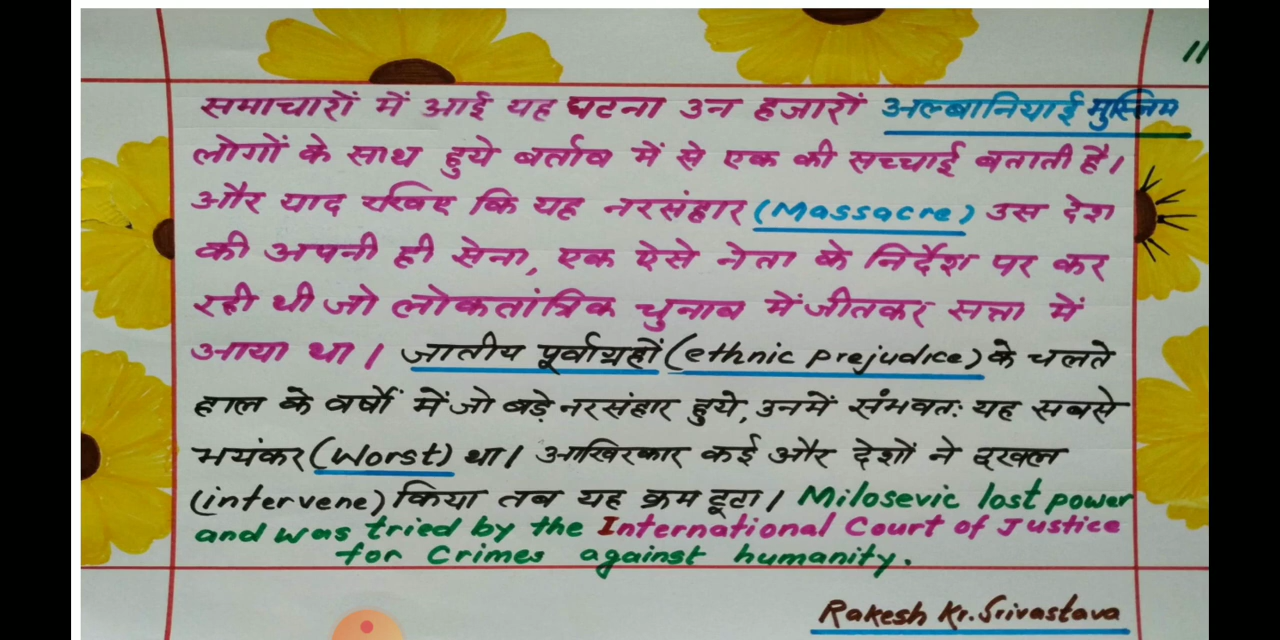 11
समाचारों में आई यह घटना उन हजारों अल्बानियाई मुस्लिम
लोगों के साथ हुये बर्ताव में से एक की सच्चाई बताती है।
और याद रखिए कि यह नरसंहार (Massacre) उस देश
की अपनी ही सेना, एक ऐसे नेता के निर्देश पर कर
रही थी जो लोकतांत्रिक चुनाव में जीतकर सत्ता में
आया था। जातीय पूर्वाग्रहों (ethnic prejudice) के चलते
हाल के वर्षों में जो बड़े नरसंहार हुये, उनमें संभवतः यह सबसे
भयंकर (Worst) था। आखिरकार कई और देशों ने दखल
(intervene) किया तब यह क्रम टूटा। Milosevic lost power
and was tried by the International Court of Justice
for Crimes against humanity.
Rakesh Kr. Srivastava